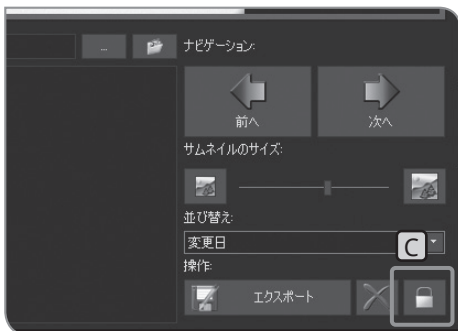 ...
ナビゲーション:
前へ
次へ
サムネイルのサイズ:
並び替え:
変更日
C
操作:
エクスポート